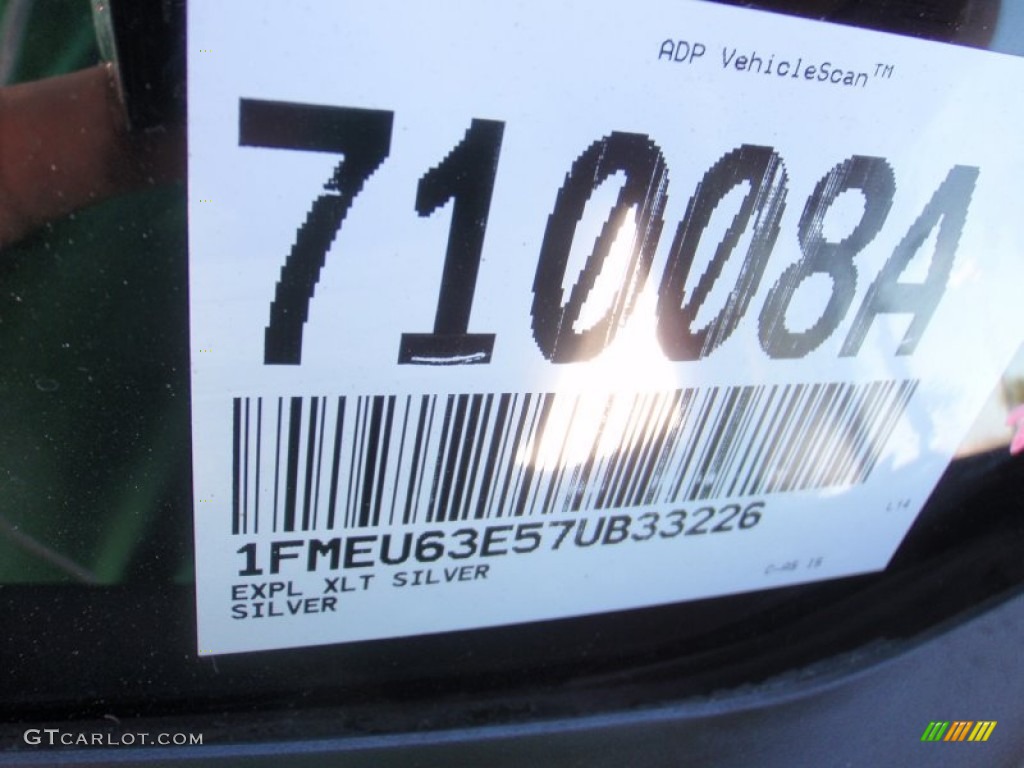 ADP VehicleScan™
71008A
1FMEU63E57UB33226
EXPL XLT SILVER
SILVER
GTCARLOT.COM